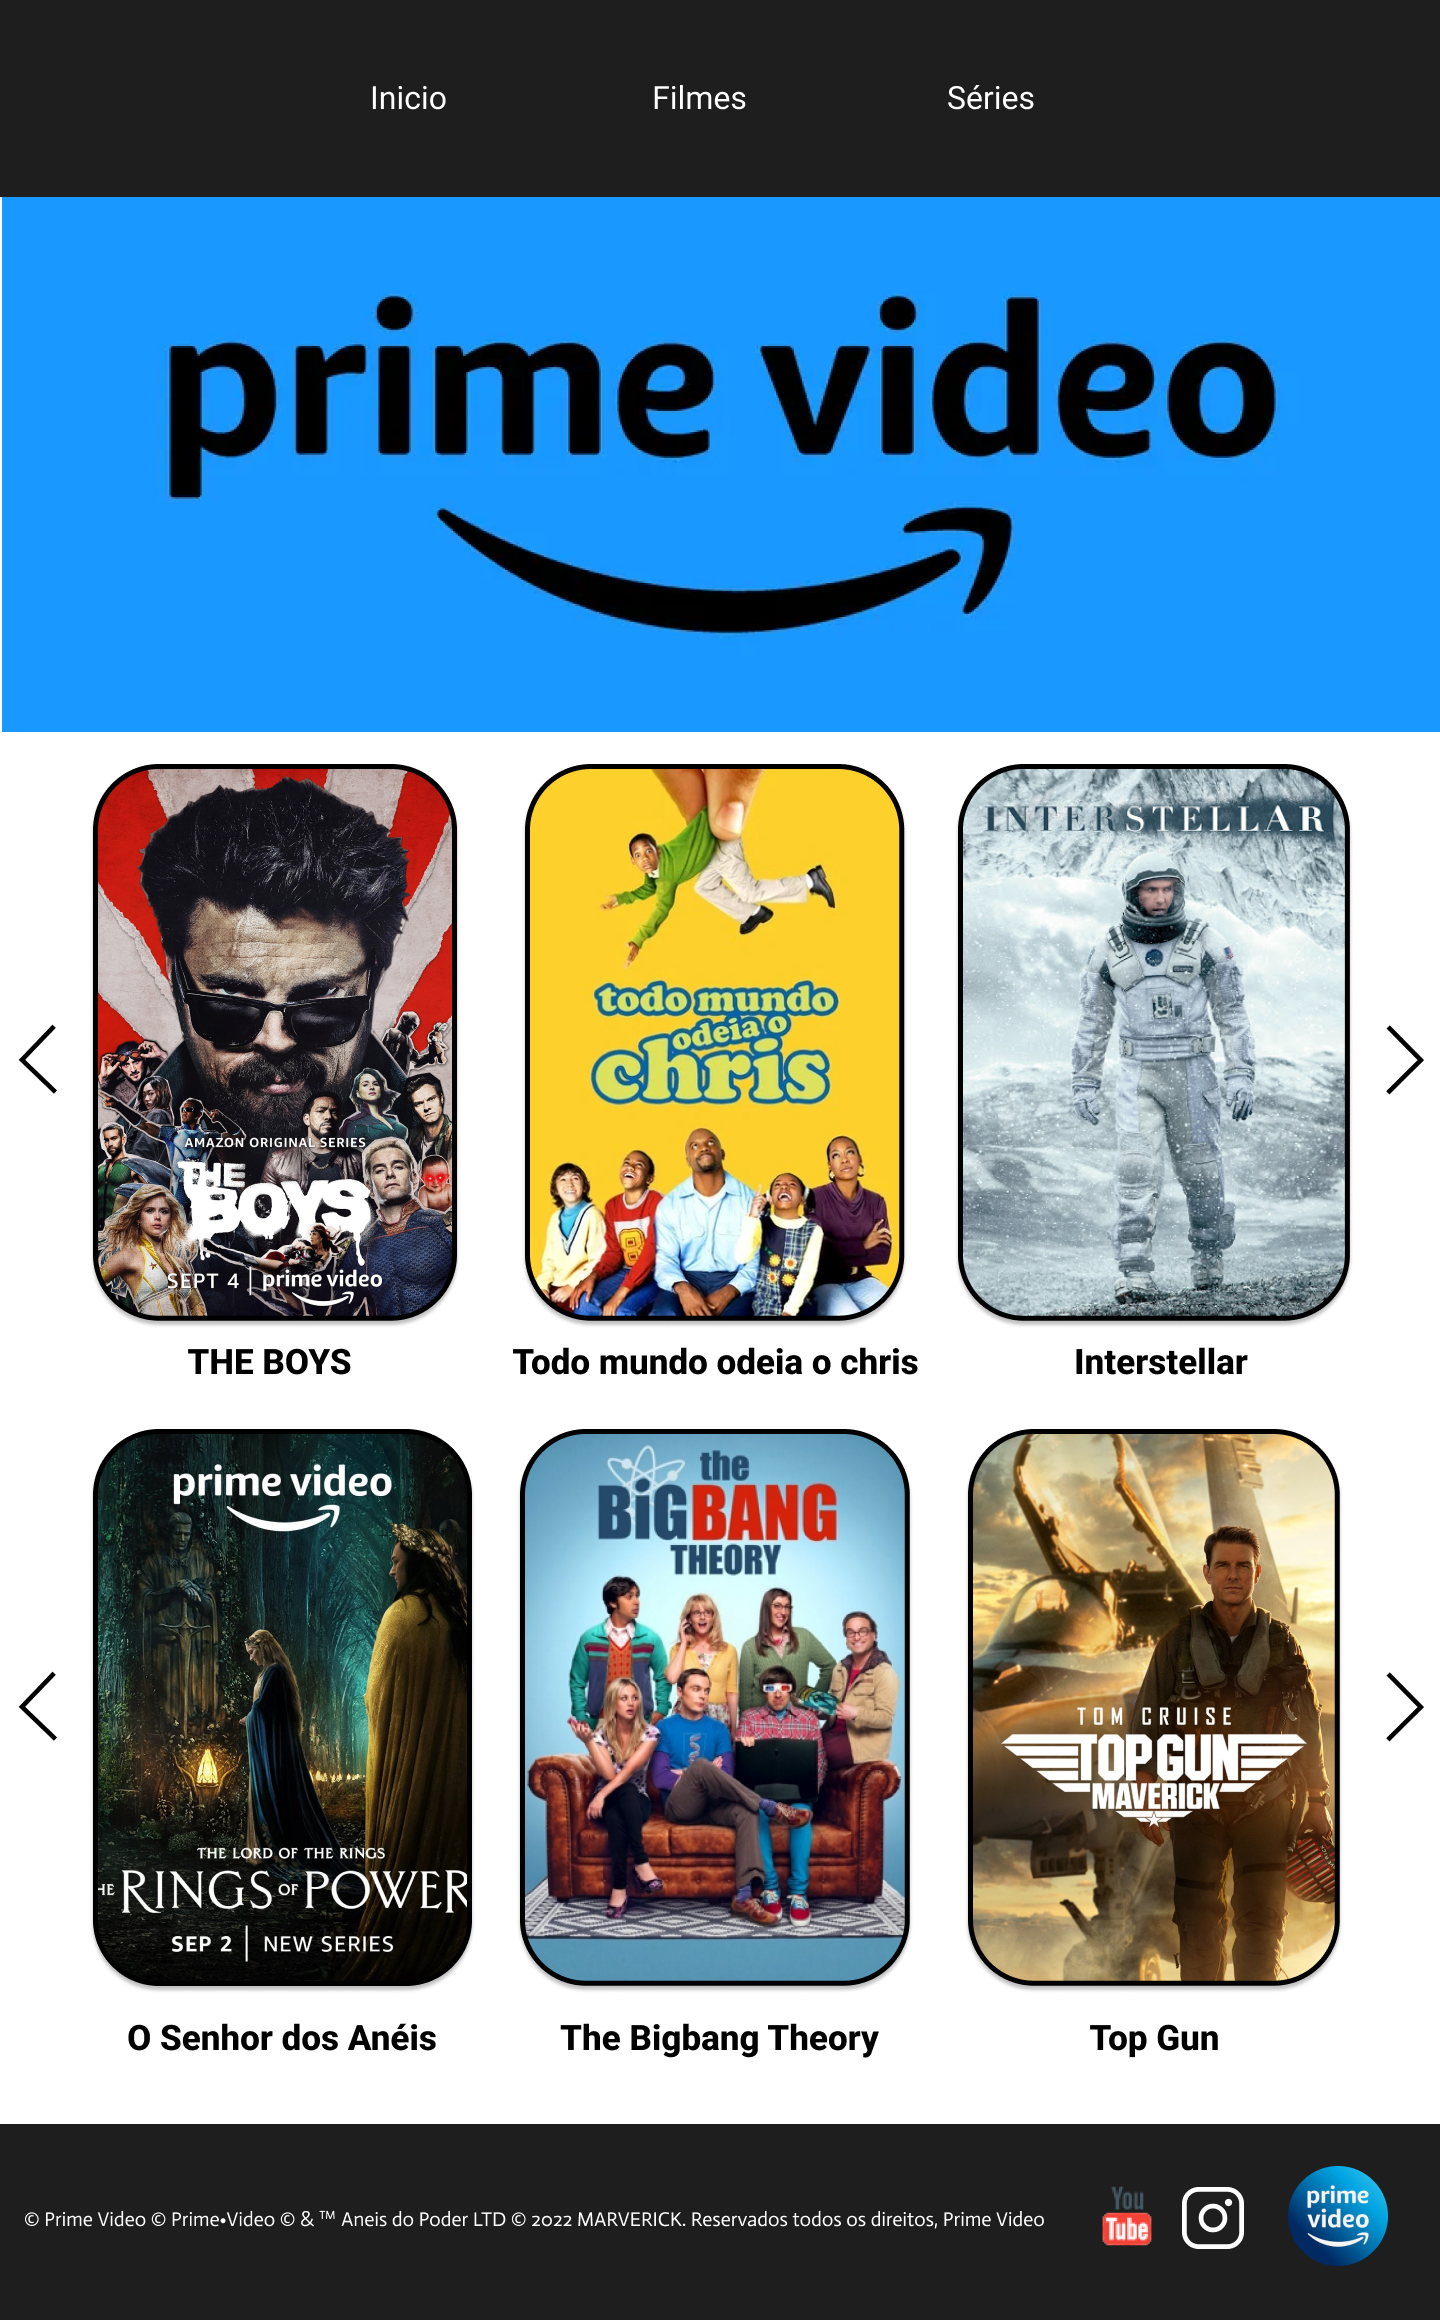 Inicio Filmes Séries
prime video
AMAZON ORIGINAL SERIES
THE
BOYS
SEPT 4 | prime video
todo mundo
odeia o
chris
INTERSTELLAR
THE BOYS
Todo mundo odeia o chris
Interstellar
prime video
THE LORD OF THE RINGS
HE RINGS OF POWER
SEP 2 | NEW SERIES
the
BiGBANG
THEORY
TOM CRUISE
TOP GUN
MAVERICK
O Senhor dos Anéis
The Bigbang Theory
Top Gun
© Prime Video © Prime•Video © & ™ Aneis do Poder LTD © 2022 MARVERICK. Reservados todos os direitos, Prime Video
You
Tube
prime
video